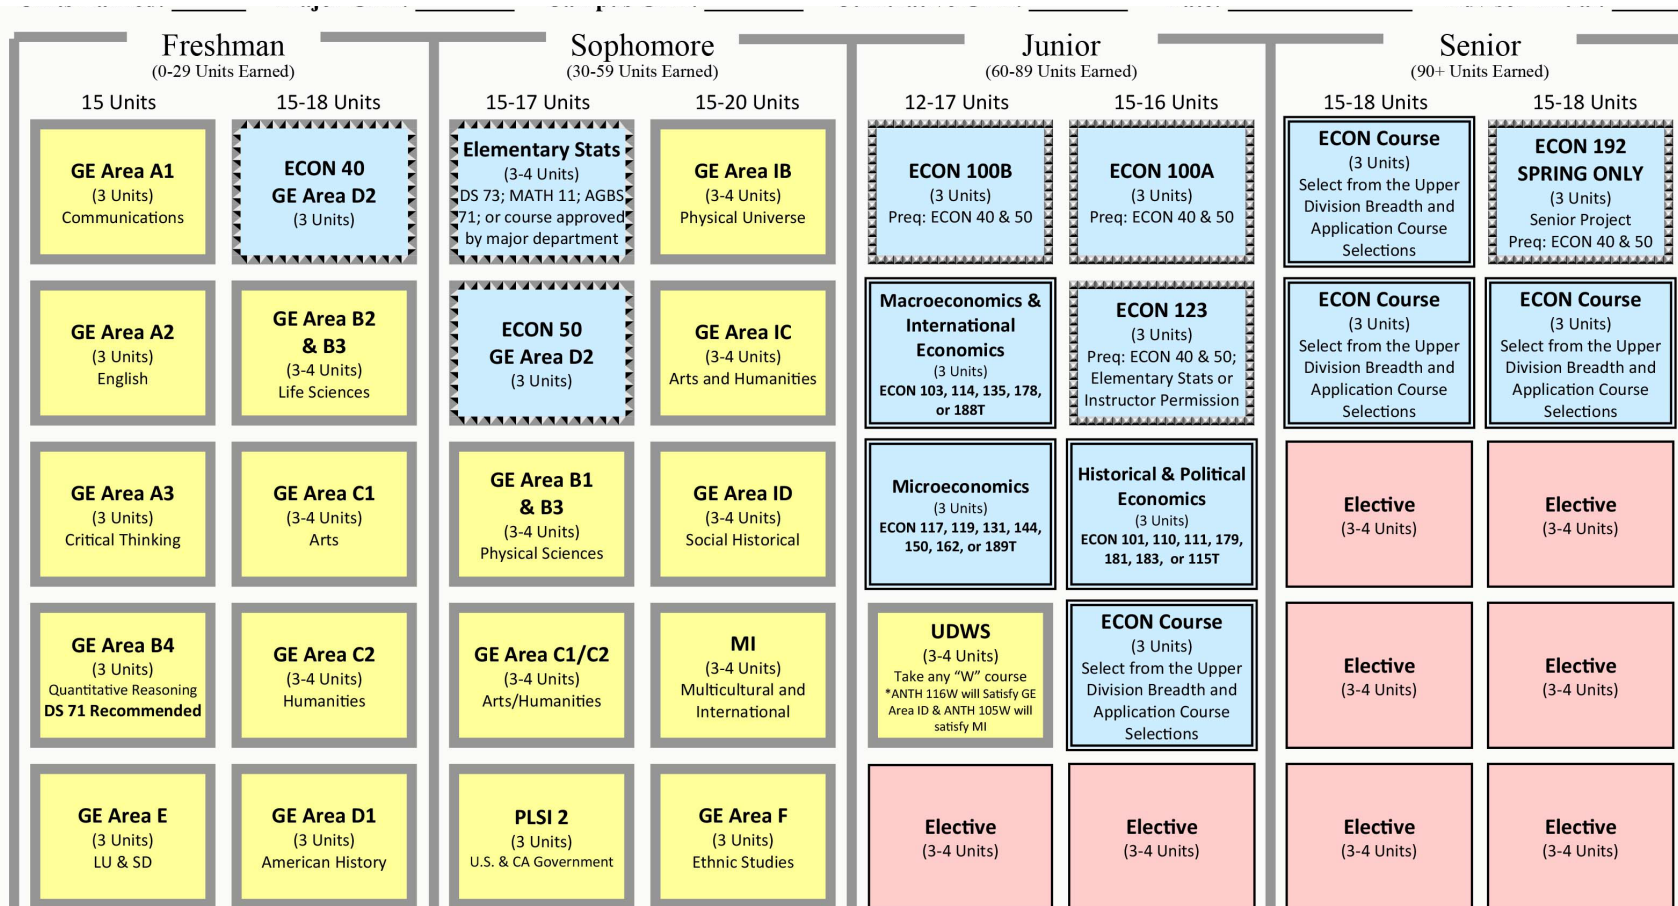 Freshman
(0-29 Units Earned)
Sophomore
(30-59 Units Earned)
Junior
(60-89 Units Earned)
Senior
(90+ Units Earned)
15 Units
15-18 Units
15-17 Units
15-20 Units
12-17 Units
15-16 Units
15-18 Units
15-18 Units
GE Area A1
(3 Units)
Communications
ECON 40
GE Area D2
(3 Units)
Elementary Stats
(3-4 Units)
DS 73; MATH 11; AGBS
71; or course approved
by major department
GE Area IB
(3-4 Units)
Physical Universe
ECON 100B
(3 Units)
Preq: ECON 40 & 50
ECON 100A
(3 Units)
Preq: ECON 40 & 50
ECON Course
(3 Units)
Select from the Upper
Division Breadth and
Application Course
Selections
ECON 192
SPRING ONLY
(3 Units)
Senior Project
Preq: ECON 40 & 50
GE Area A2
(3 Units)
English
GE Area B2
& B3
(3-4 Units)
Life Sciences
ECON 50
GE Area D2
(3 Units)
GE Area IC
(3-4 Units)
Arts and Humanities
Macroeconomics &
International
Economics
(3 Units)
ECON 103, 114, 135, 178,
or 188T
ECON 123
(3 Units)
Preq: ECON 40 & 50;
Elementary Stats or
Instructor Permission
ECON Course
(3 Units)
Select from the Upper
Division Breadth and
Application Course
Selections
ECON Course
(3 Units)
Select from the Upper
Division Breadth and
Application Course
Selections
GE Area A3
(3 Units)
Critical Thinking
GE Area C1
(3-4 Units)
Arts
GE Area B1
& B3
(3-4 Units)
Physical Sciences
GE Area ID
(3-4 Units)
Social Historical
Microeconomics
(3 Units)
ECON 117, 119, 131, 144,
150, 162, or 189T
Historical & Political
Economics
(3 Units)
ECON 101, 110, 111, 179,
181, 183, or 115T
Elective
(3-4 Units)
Elective
(3-4 Units)
GE Area B4
(3 Units)
Quantitative Reasoning
DS 71 Recommended
GE Area C2
(3-4 Units)
Humanities
GE Area C1/C2
(3-4 Units)
Arts/Humanities
MI
(3-4 Units)
Multicultural and
International
UDWS
(3-4 Units)
Take any “W” course
*ANTH 116W will Satisfy GE
Area ID & ANTH 105W will
satisfy MI
ECON Course
(3 Units)
Select from the Upper
Division Breadth and
Application Course
Selections
Elective
(3-4 Units)
Elective
(3-4 Units)
GE Area E
(3 Units)
LU & SD
GE Area D1
(3 Units)
American History
PLSI 2
(3 Units)
U.S. & CA Government
GE Area F
(3 Units)
Ethnic Studies
Elective
(3-4 Units)
Elective
(3-4 Units)
Elective
(3-4 Units)
Elective
(3-4 Units)